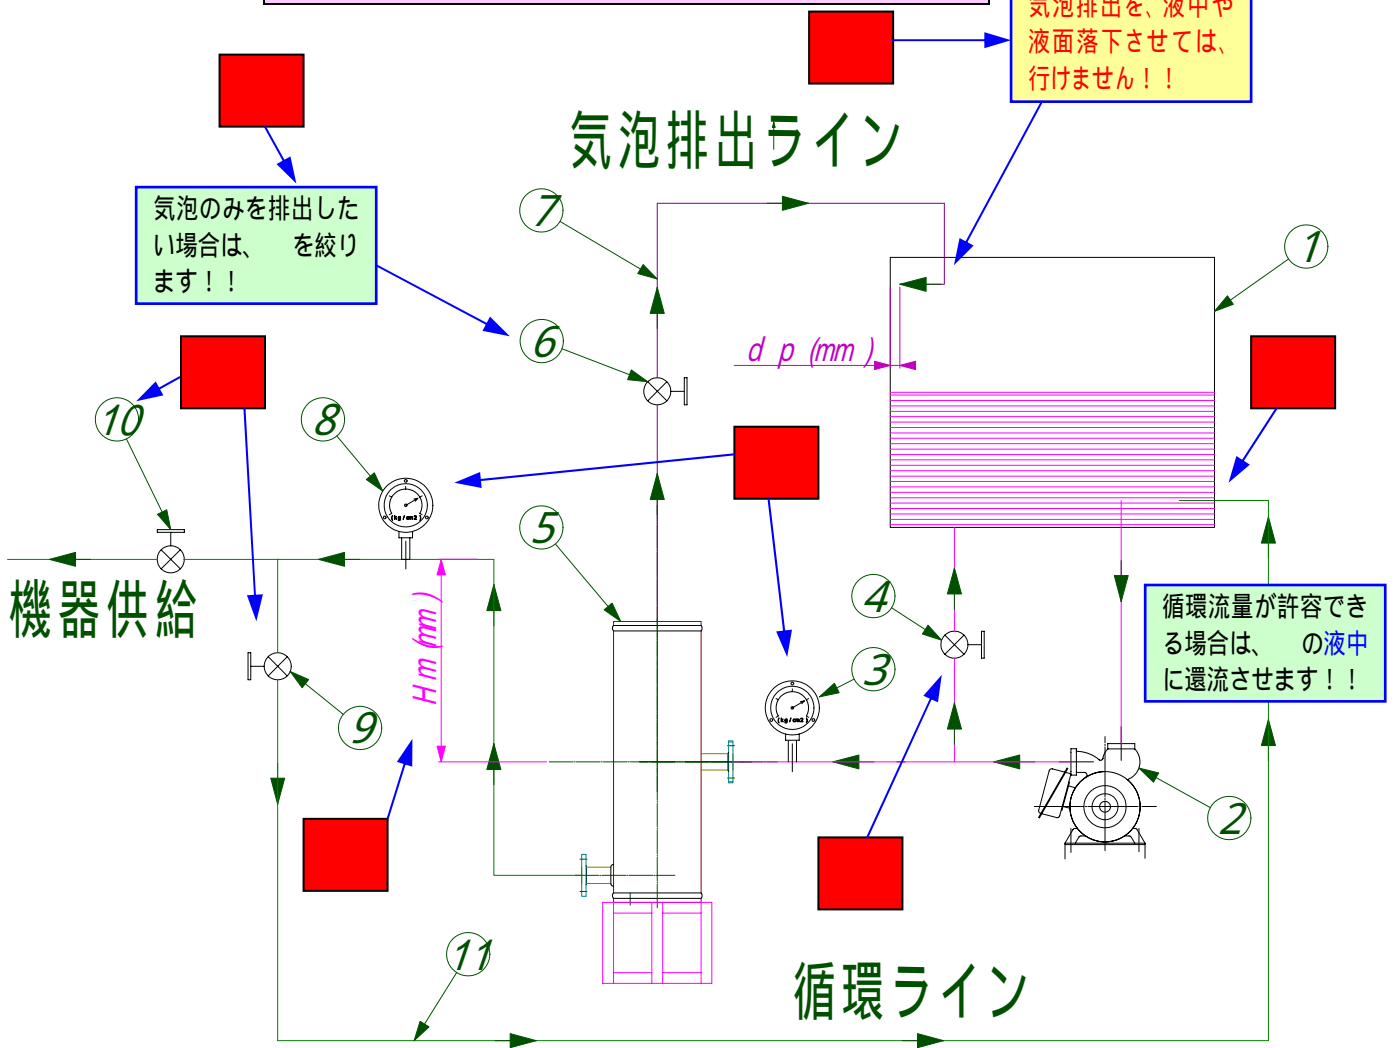 気泡排出を、液中や
液面落下させては、
行けません！！
気泡排出ライン
気泡のみを排出した
い場合は、　を絞り
ます！！
7
1
6
d p (mm)
10
8
(kg/cm2)
5
機器供給
Hm (mm)
4
循環流量が許容でき
る場合は、　の液中
に還流させます！！
3
(kg/cm2)
9
2
11
循環ライン